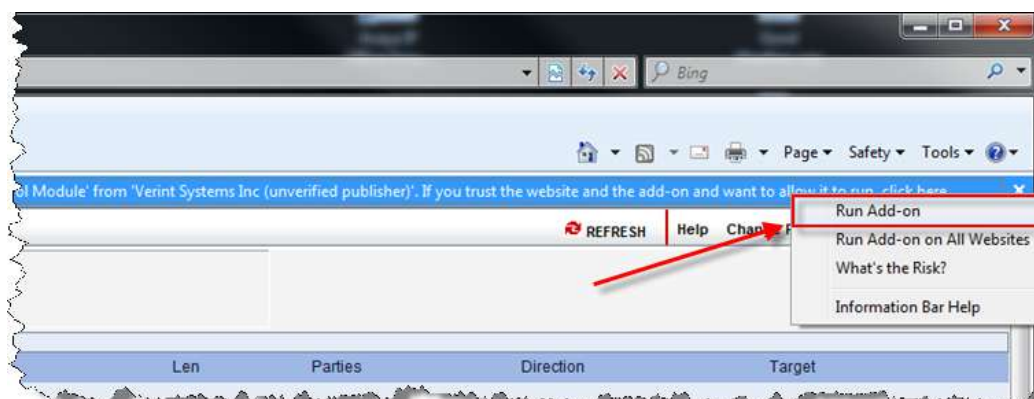 Bing
Page Safety Tools
ol Module' from 'Verint Systems Inc (unverified publisher)'. If you trust the website and the add-on and want to allow it to run, click here...
REFRESH Help
Run Add-on
Run Add-on on All Websites
What's the Risk?
Information Bar Help
Len Parties Direction Target